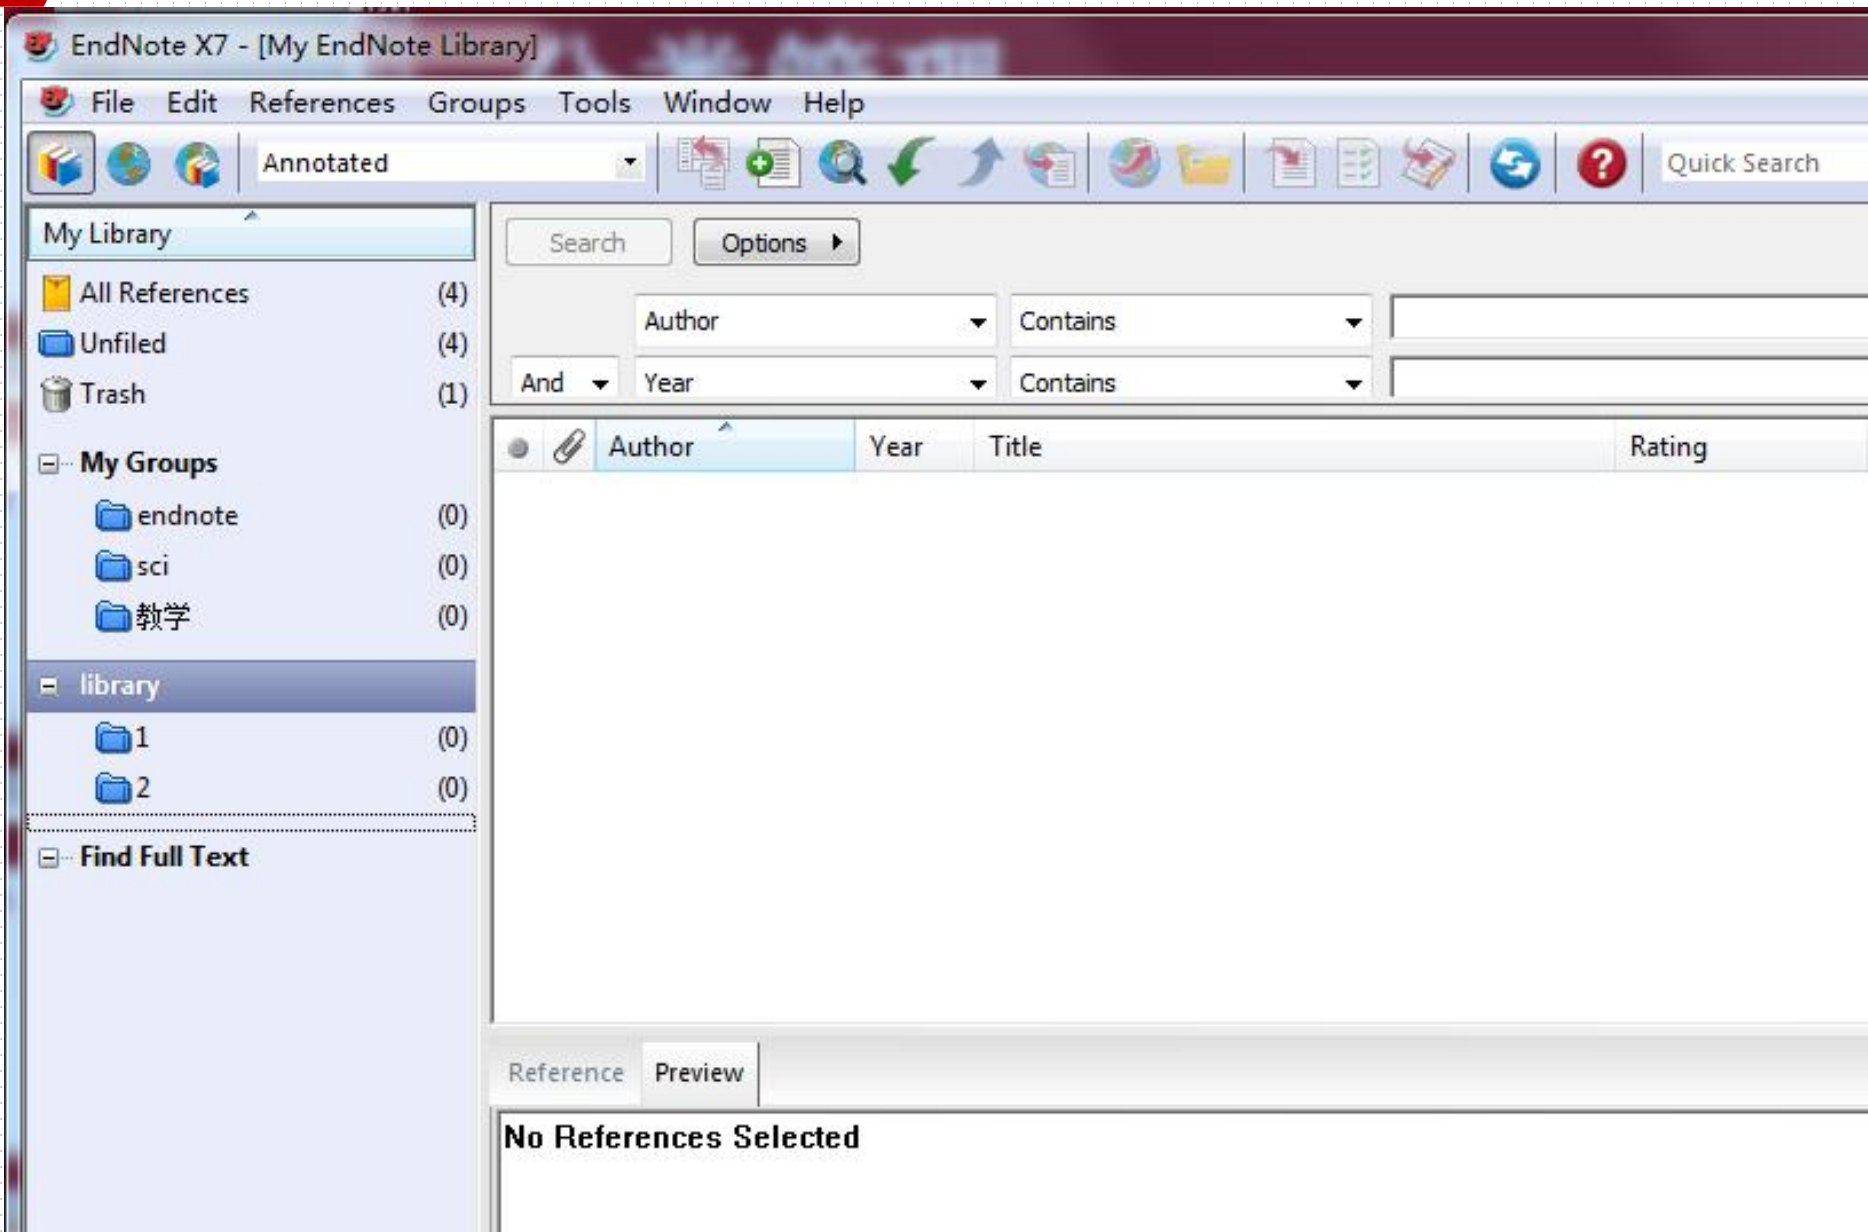 EndNote X7 - [My EndNote Library]
File Edit References Groups Tools Window Help
Annotated
Quick Search
My Library
All References (4)
Unfiled (4)
Trash (1)
My Groups
endnote (0)
sci (0)
教学 (0)
library
1 (0)
2 (0)
Find Full Text
Search Options
Author Contains
And Year Contains
Author Year Title Rating
Reference Preview
No References Selected